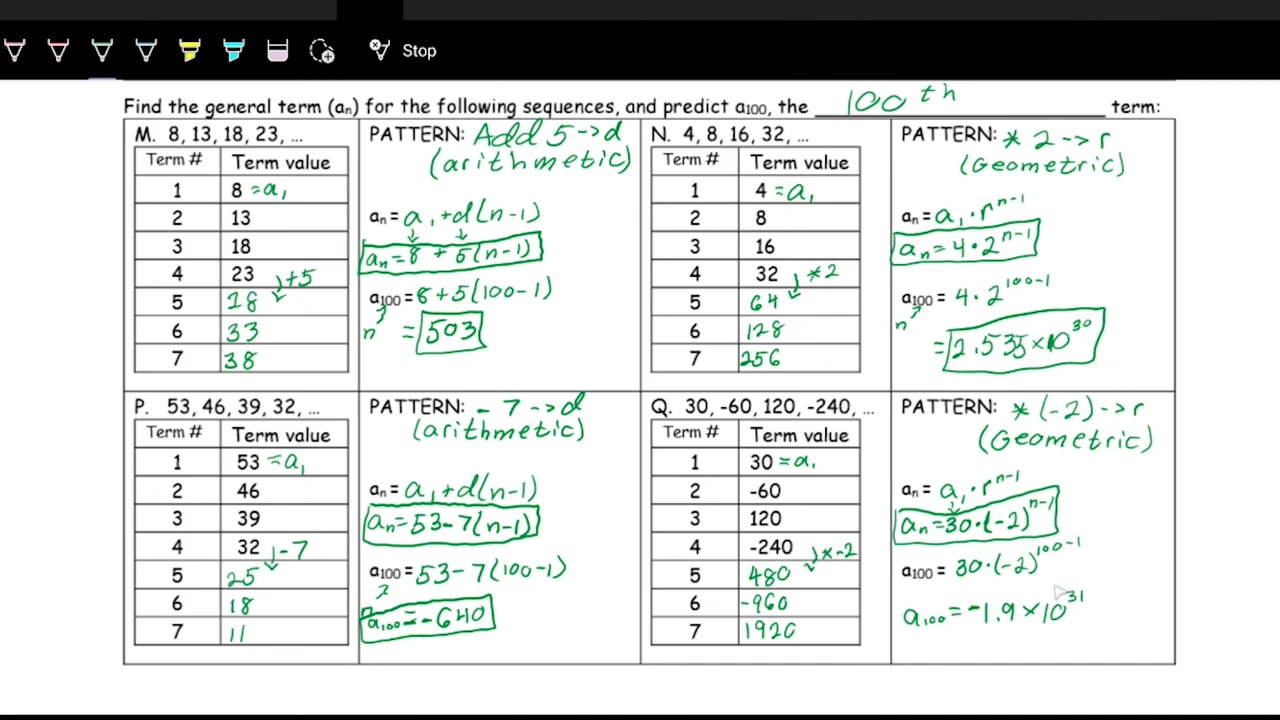 Stop
Find the general term (aₙ) for the following sequences, and predict a₁₀₀, the 100th term:
M. 8, 13, 18, 23, ...
Term # Term value
1 8 = a₁
2 13
3 18
4 23 +5
5 28
6 33
7 38
PATTERN: Add 5 -> d
(arithmetic)
aₙ = a₁ + d(n-1)
aₙ = 8 + 5(n-1)
a₁₀₀ = 8 + 5(100-1)
n = 503
N. 4, 8, 16, 32, ...
Term # Term value
1 4 = a₁
2 8
3 16
4 32 *2
5 64
6 128
7 256
PATTERN: * 2 -> r
(Geometric)
aₙ = a₁ · rⁿ⁻¹
aₙ = 4 · 2ⁿ⁻¹
a₁₀₀ = 4 · 2¹⁰⁰⁻¹
n
= 2.535 × 10³⁰
P. 53, 46, 39, 32, ...
Term # Term value
1 53 = a₁
2 46
3 39
4 32 -7
5 25
6 18
7 11
PATTERN: - 7 -> d
(arithmetic)
aₙ = a₁ + d(n-1)
aₙ = 53 - 7(n-1)
a₁₀₀ = 53 - 7(100-1)
a₁₀₀ = -640
Q. 30, -60, 120, -240, ...
Term # Term value
1 30 = a₁
2 -60
3 120
4 -240 * -2
5 480
6 -960
7 1920
PATTERN: * (-2) -> r
(Geometric)
aₙ = a₁ · rⁿ⁻¹
aₙ = 30 · (-2)ⁿ⁻¹
a₁₀₀ = 30 · (-2)¹⁰⁰⁻¹
a₁₀₀ = -1.9 × 10³¹